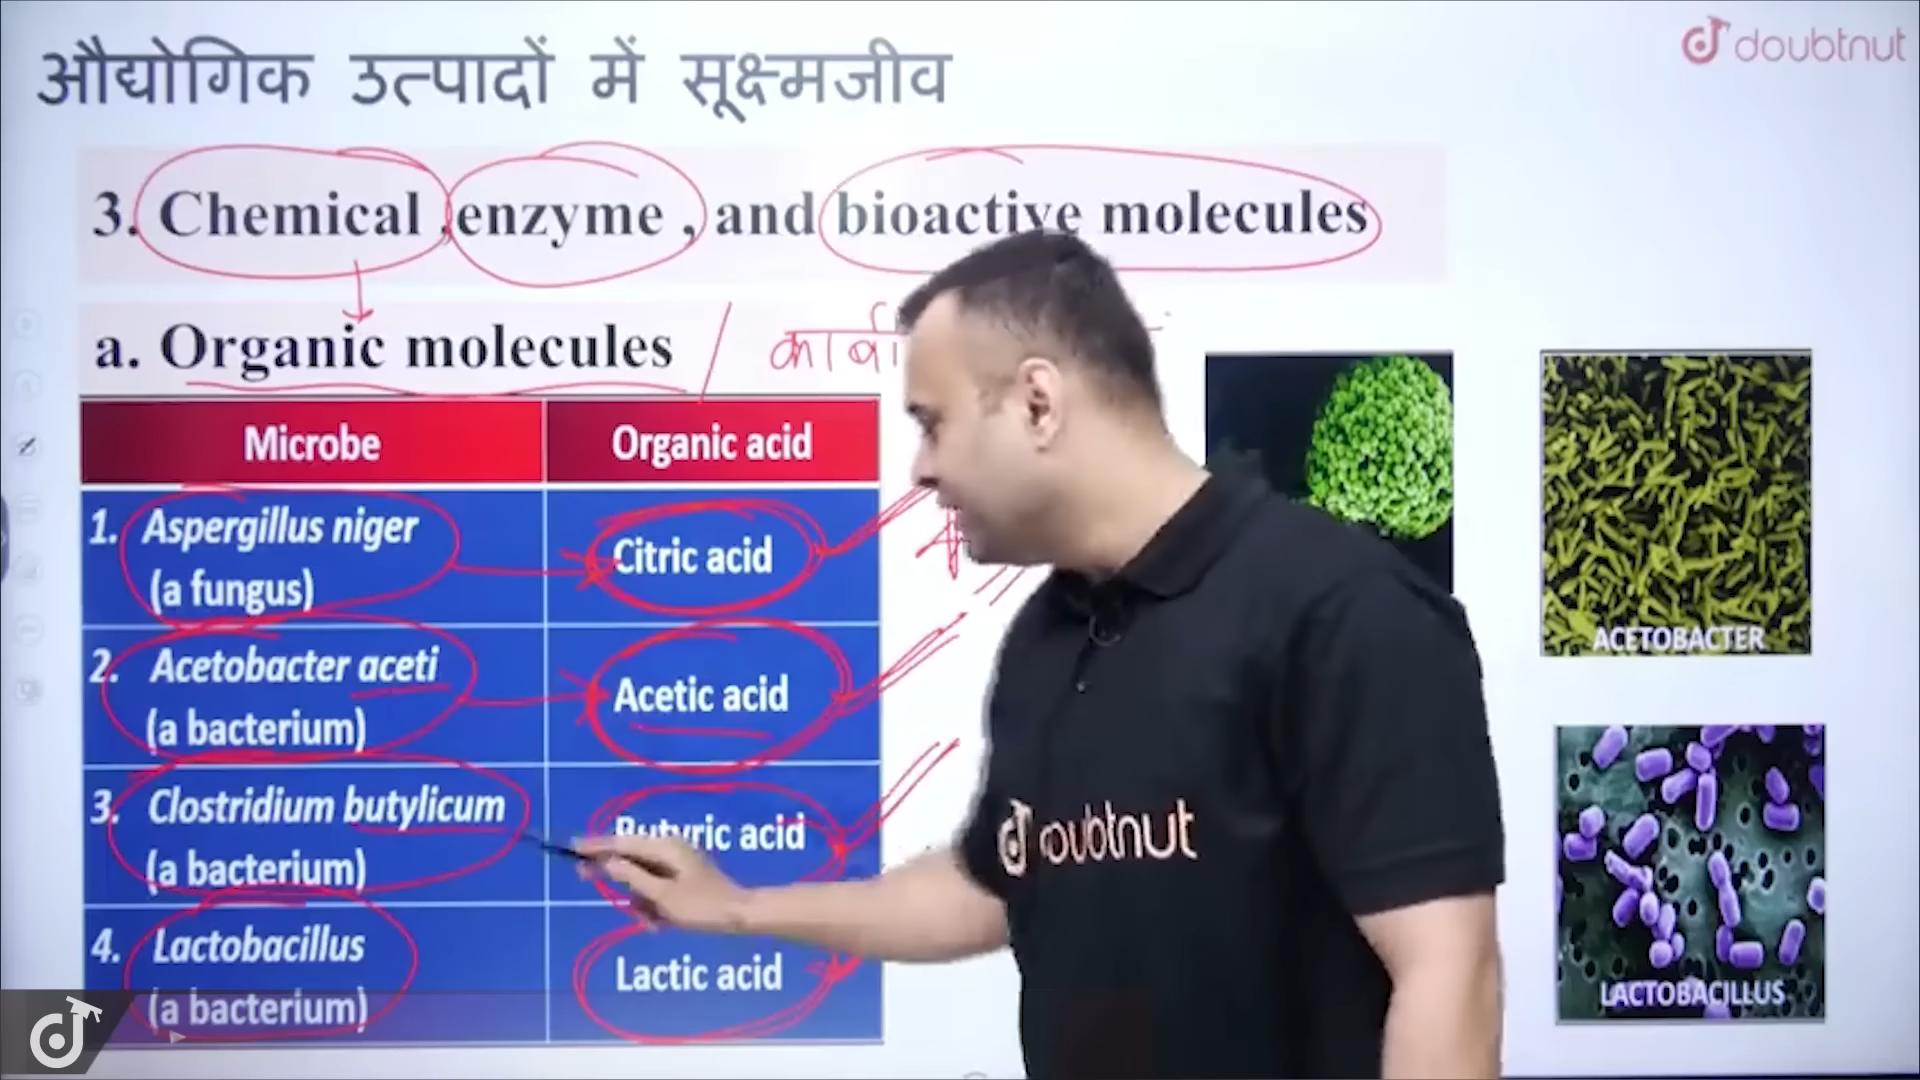 औद्योगिक उत्पादों में सूक्ष्मजीव
doubtnut
3. Chemical ,enzyme , and bioactive molecules
a. Organic molecules /
Microbe
Organic acid
1. Aspergillus niger
(a fungus)
Citric acid
2. Acetobacter aceti
(a bacterium)
Acetic acid
3. Clostridium butylicum
(a bacterium)
Butyric acid
4. Lactobacillus
(a bacterium)
Lactic acid
ACETOBACTER
LACTOBACILLUS
doubtnut